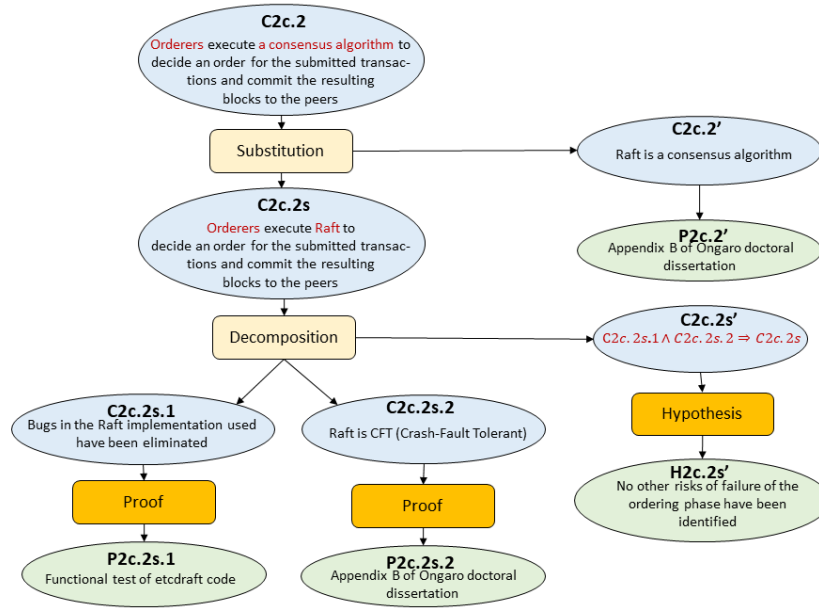 C2c.2
Orderers execute a consensus algorithm to
decide an order for the submitted transac-
tions and commit the resulting
blocks to the peers
Substitution
C2c.2'
Raft is a consensus algorithm
C2c.2s
Orderers execute Raft to
decide an order for the submitted transac-
tions and commit the resulting
blocks to the peers
P2c.2'
Appendix B of Ongaro doctoral
dissertation
Decomposition
C2c.2s'
C2c.2s.1 ∧ C2c.2s.2 ⇒ C2c.2s
C2c.2s.1
Bugs in the Raft implementation used
have been eliminated
C2c.2s.2
Raft is CFT (Crash-Fault Tolerant)
Hypothesis
Proof
Proof
H2c.2s'
No other risks of failure of the
ordering phase have been
identified
P2c.2s.1
Functional test of etcdraft code
P2c.2s.2
Appendix B of Ongaro doctoral
dissertation